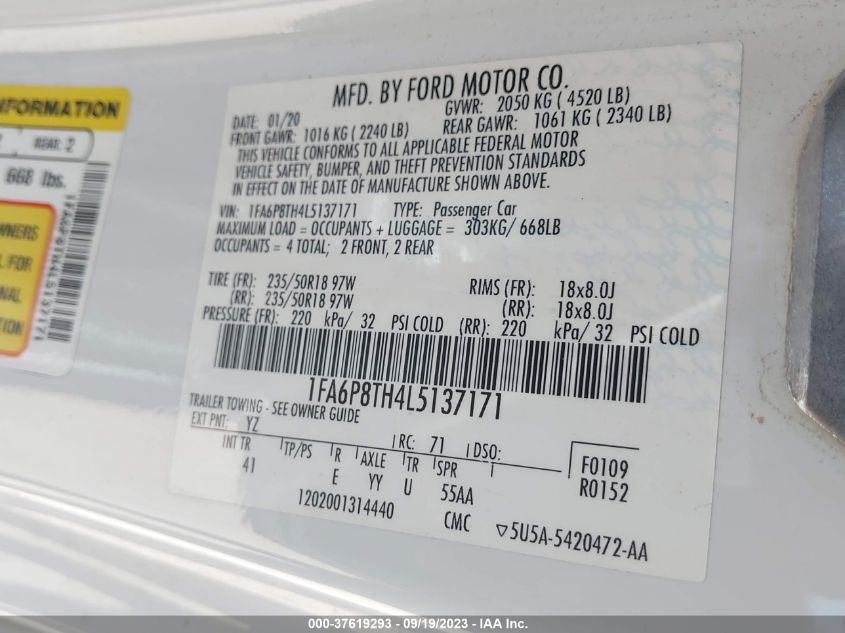 NFORMATION
REAR: 2
668 lbs.
WNERS
L FOR
NAL
TION
1FA6P8TH4L5137171
MFD. BY FORD MOTOR CO.
DATE: 01/20
GVWR: 2050 KG ( 4520 LB)
FRONT GAWR: 1016 KG ( 2240 LB)
REAR GAWR: 1061 KG ( 2340 LB)
THIS VEHICLE CONFORMS TO ALL APPLICABLE FEDERAL MOTOR
VEHICLE SAFETY, BUMPER, AND THEFT PREVENTION STANDARDS
IN EFFECT ON THE DATE OF MANUFACTURE SHOWN ABOVE.
VIN: 1FA6P8TH4L5137171 TYPE: Passenger Car
MAXIMUM LOAD = OCCUPANTS + LUGGAGE = 303KG/ 668LB
OCCUPANTS = 4 TOTAL; 2 FRONT, 2 REAR
TIRE (FR): 235/50R18 97W RIMS (FR): 18x8.0J
(RR): 235/50R18 97W (RR): 18x8.0J
PRESSURE (FR): 220 kPa/ 32 PSI COLD (RR): 220 kPa/ 32 PSI COLD
1FA6P8TH4L5137171
TRAILER TOWING - SEE OWNER GUIDE
EXT PNT: YZ RC: 71 DSO:
INT TR TP/PS R AXLE TR SPR
41 E YY U 55AA
F0109
R0152
1202001314440 CMC ▽5U5A-5420472-AA
000-37619293 - 09/19/2023 - IAA Inc.